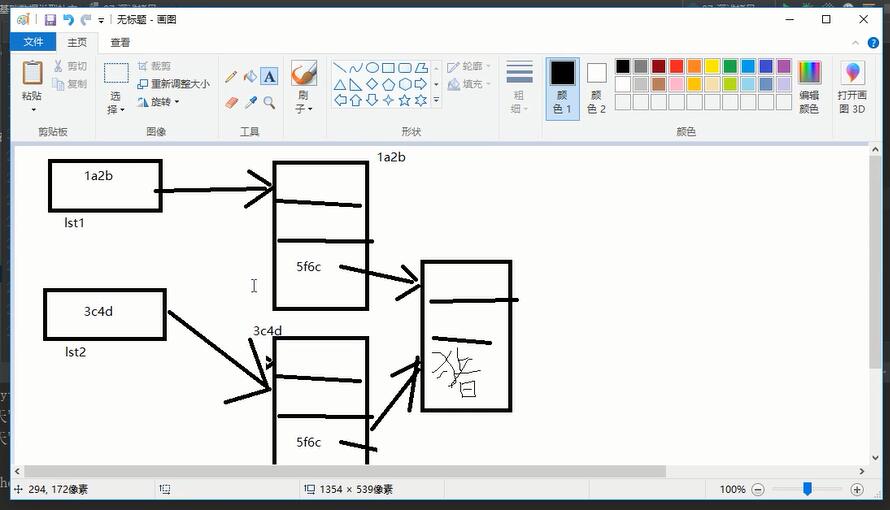 无标题 - 画图
文件 主页 查看
粘贴
剪切
复制
选择
裁剪
重新调整大小
旋转
A
刷子
轮廓
填充
粗细
颜色 1
颜色 2
编辑颜色
打开画图 3D
剪贴板 图像 工具 形状 颜色
1a2b
1a2b
lst1
5f6c
3c4d
3c4d
lst2
猪
5f6c
294, 172像素 1354 × 539像素 100%